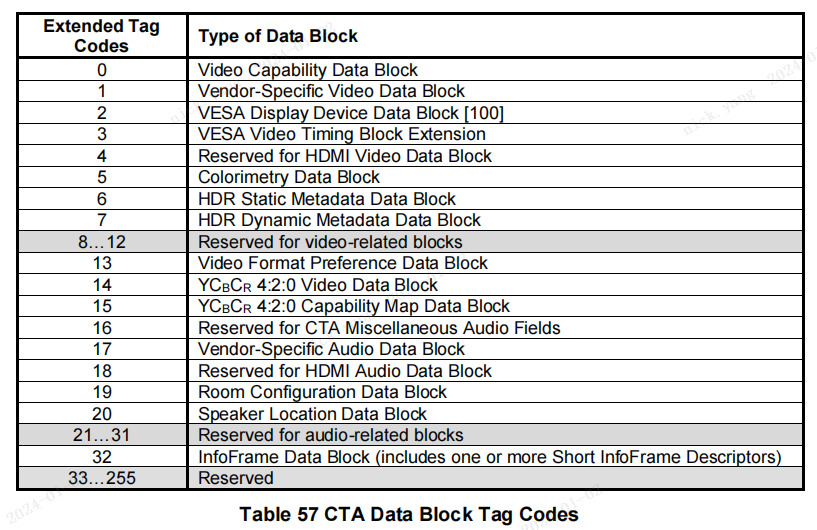 Extended Tag Codes | Type of Data Block
0 | Video Capability Data Block
1 | Vendor-Specific Video Data Block
2 | VESA Display Device Data Block [100]
3 | VESA Video Timing Block Extension
4 | Reserved for HDMI Video Data Block
5 | Colorimetry Data Block
6 | HDR Static Metadata Data Block
7 | HDR Dynamic Metadata Data Block
8…12 | Reserved for video-related blocks
13 | Video Format Preference Data Block
14 | YCBCR 4:2:0 Video Data Block
15 | YCBCR 4:2:0 Capability Map Data Block
16 | Reserved for CTA Miscellaneous Audio Fields
17 | Vendor-Specific Audio Data Block
18 | Reserved for HDMI Audio Data Block
19 | Room Configuration Data Block
20 | Speaker Location Data Block
21…31 | Reserved for audio-related blocks
32 | InfoFrame Data Block (includes one or more Short InfoFrame Descriptors)
33…255 | Reserved
Table 57 CTA Data Block Tag Codes